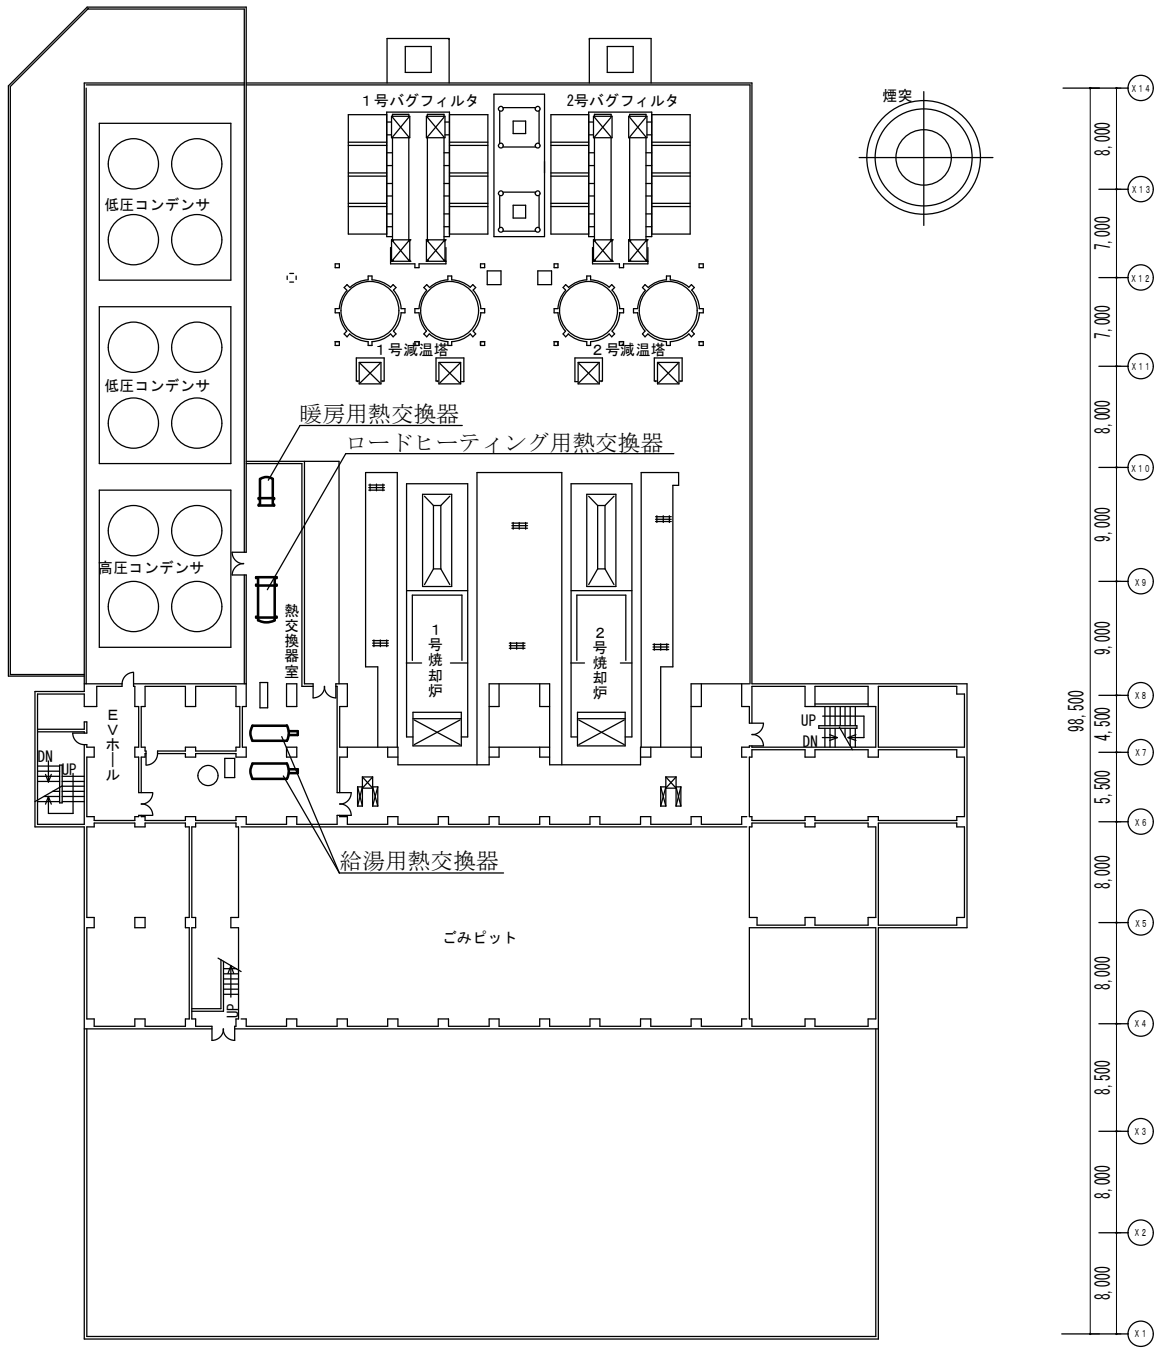 1号バグフィルタ
2号バグフィルタ
煙突
低圧コンデンサ
1号減温塔
2号減温塔
低圧コンデンサ
暖房用熱交換器
ロードヒーティング用熱交換器
高圧コンデンサ
熱交換器室
1号焼却炉
2号焼却炉
EVホール
DN
UP
UP
DN
給湯用熱交換器
ごみピット
UP
X14
8,000
X13
7,000
X12
7,000
X11
8,000
X10
9,000
X9
9,000
X8
98,500
4,500
X7
5,500
X6
8,000
X5
8,000
X4
8,500
X3
8,000
X2
8,000
X1